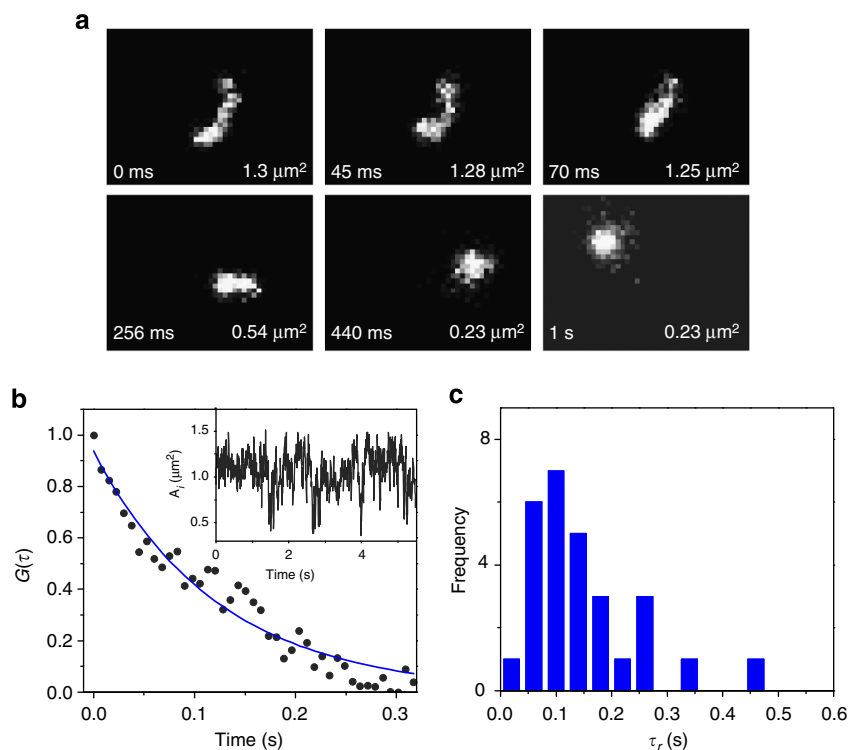 a
0 ms 1.3 μm²
45 ms 1.28 μm²
70 ms 1.25 μm²
256 ms 0.54 μm²
440 ms 0.23 μm²
1 s 0.23 μm²
b
1.0
0.8
0.6
0.4
0.2
0.0
G(τ)
0.0 0.1 0.2 0.3
Time (s)
1.5
1.0
0.5
A_i (μm²)
0 2 4
Time (s)
c
8
4
0
Frequency
0.0 0.1 0.2 0.3 0.4 0.5 0.6
τ_r (s)